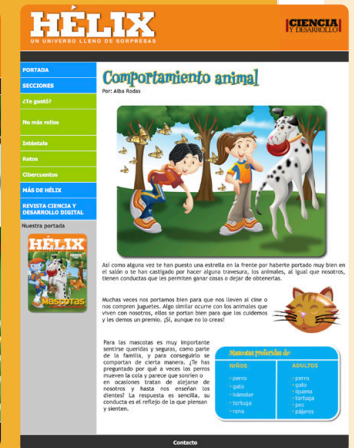 HÉLIX
UN UNIVERSO LLENO DE SORPRESAS
CIENCIA
Y DESARROLLO
PORTADA
SECCIONES
¿Te gustó?
No más rollos
Inténtalo
Retos
Cibercuentos
MÁS DE HÉLIX
REVISTA CIENCIA Y
DESARROLLO DIGITAL
Nuestra portada
HÉLIX
Mascotas
Comportamiento animal
Por: Alba Rodas
Así como alguna vez te han puesto una estrella en la frente por haberte portado muy bien en
el salón o te han castigado por hacer alguna travesura, los animales, al igual que nosotros,
tienen conductas que les permiten ganar cosas o dejar de obtenerlas.
Muchas veces nos portamos bien para que nos lleven al cine o
nos compren juguetes. Algo similar ocurre con los animales que
viven con nosotros, ellos se portan bien para que los cuidemos
y les demos un premio. ¡Sí, aunque no lo creas!
Para las mascotas es muy importante
sentirse queridas y seguras, como parte
de la familia, y para conseguirlo se
comportan de cierta manera. ¿Te has
preguntado por qué a veces los perros
mueven la cola y parece que sonríen o
en ocasiones tratan de alejarse de
nosotros y hasta nos enseñan los
dientes? La respuesta es sencilla, su
conducta es el reflejo de lo que piensan
y sienten.
Mascotas preferidas de
NIÑOS
- perro
- gato
- hámster
- tortuga
- rana
ADULTOS
- perro
- gato
- iguana
- tortuga
- pez
- pájaros
Contacto